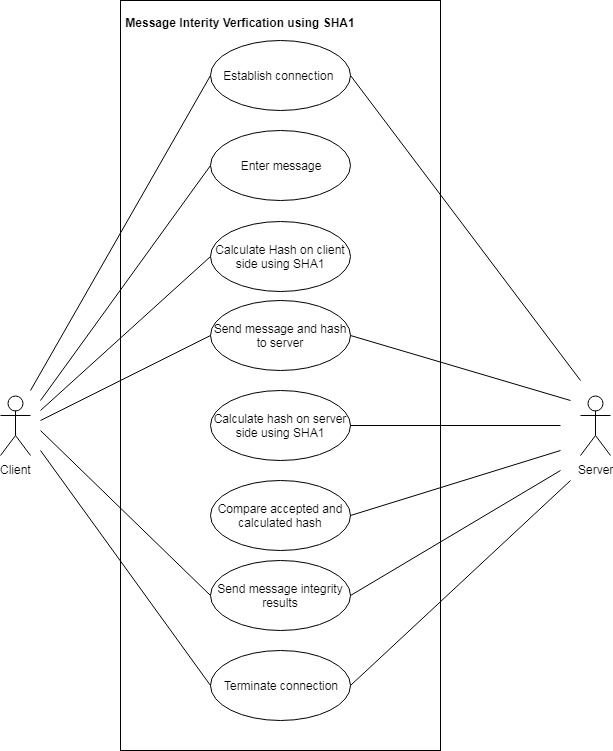 Message Interity Verfication using SHA1
Establish connection
Enter message
Calculate Hash on client
side using SHA1
Send message and hash
to server
Calculate hash on server
side using SHA1
Client
Server
Compare accepted and
calculated hash
Send message integrity
results
Terminate connection